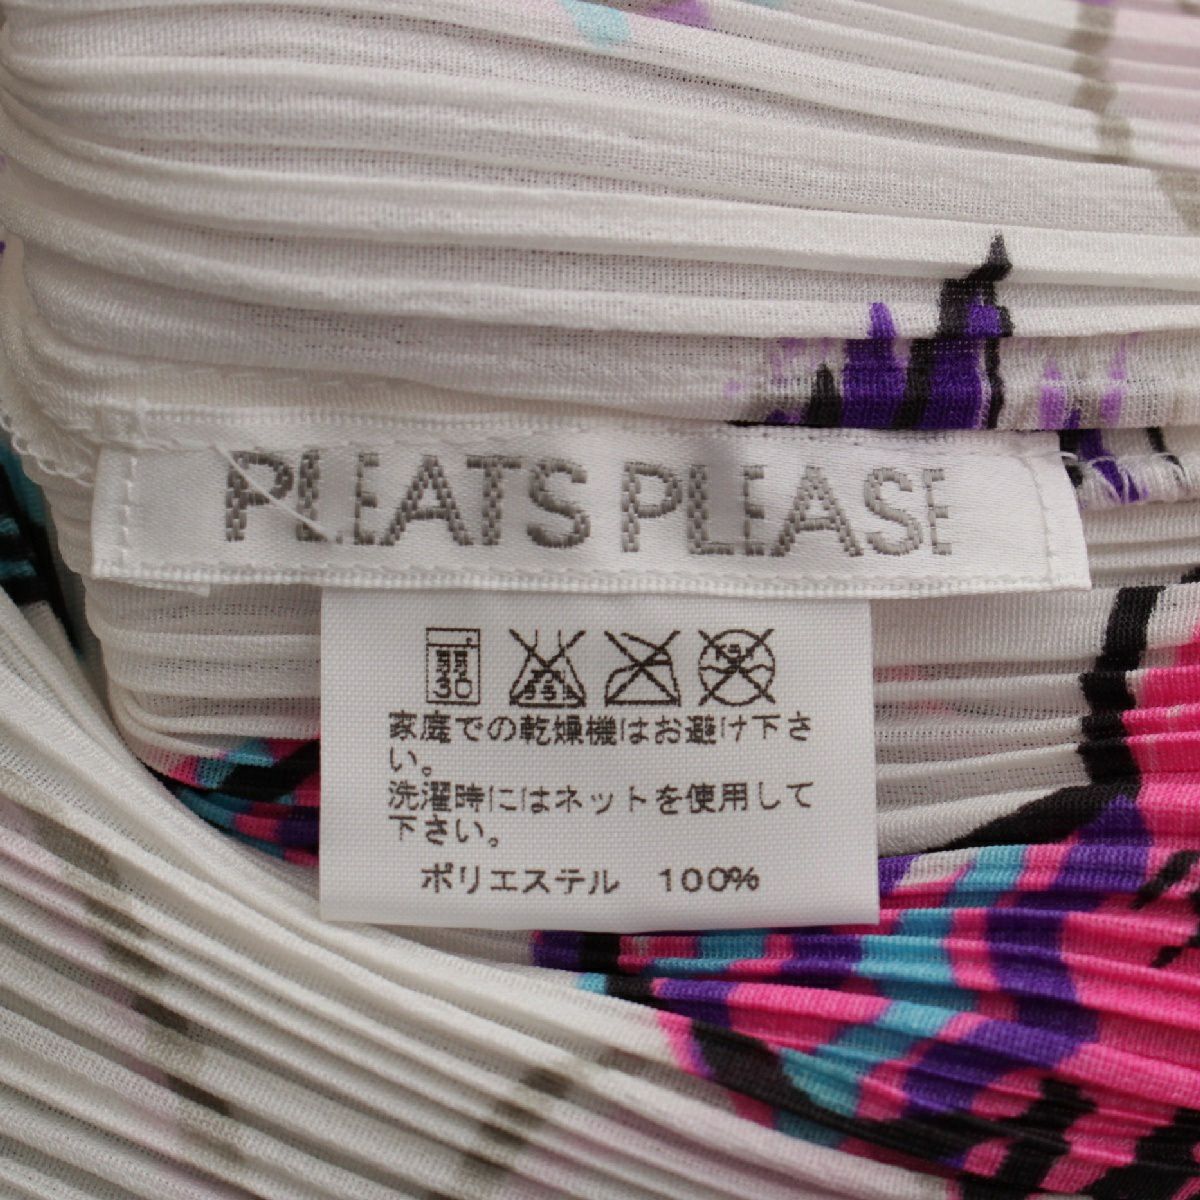 PLEATS PLEASE
弱
30
家庭での乾燥機はお避け下さ
い。
洗濯時にはネットを使用して
下さい。
ポリエステル 100%